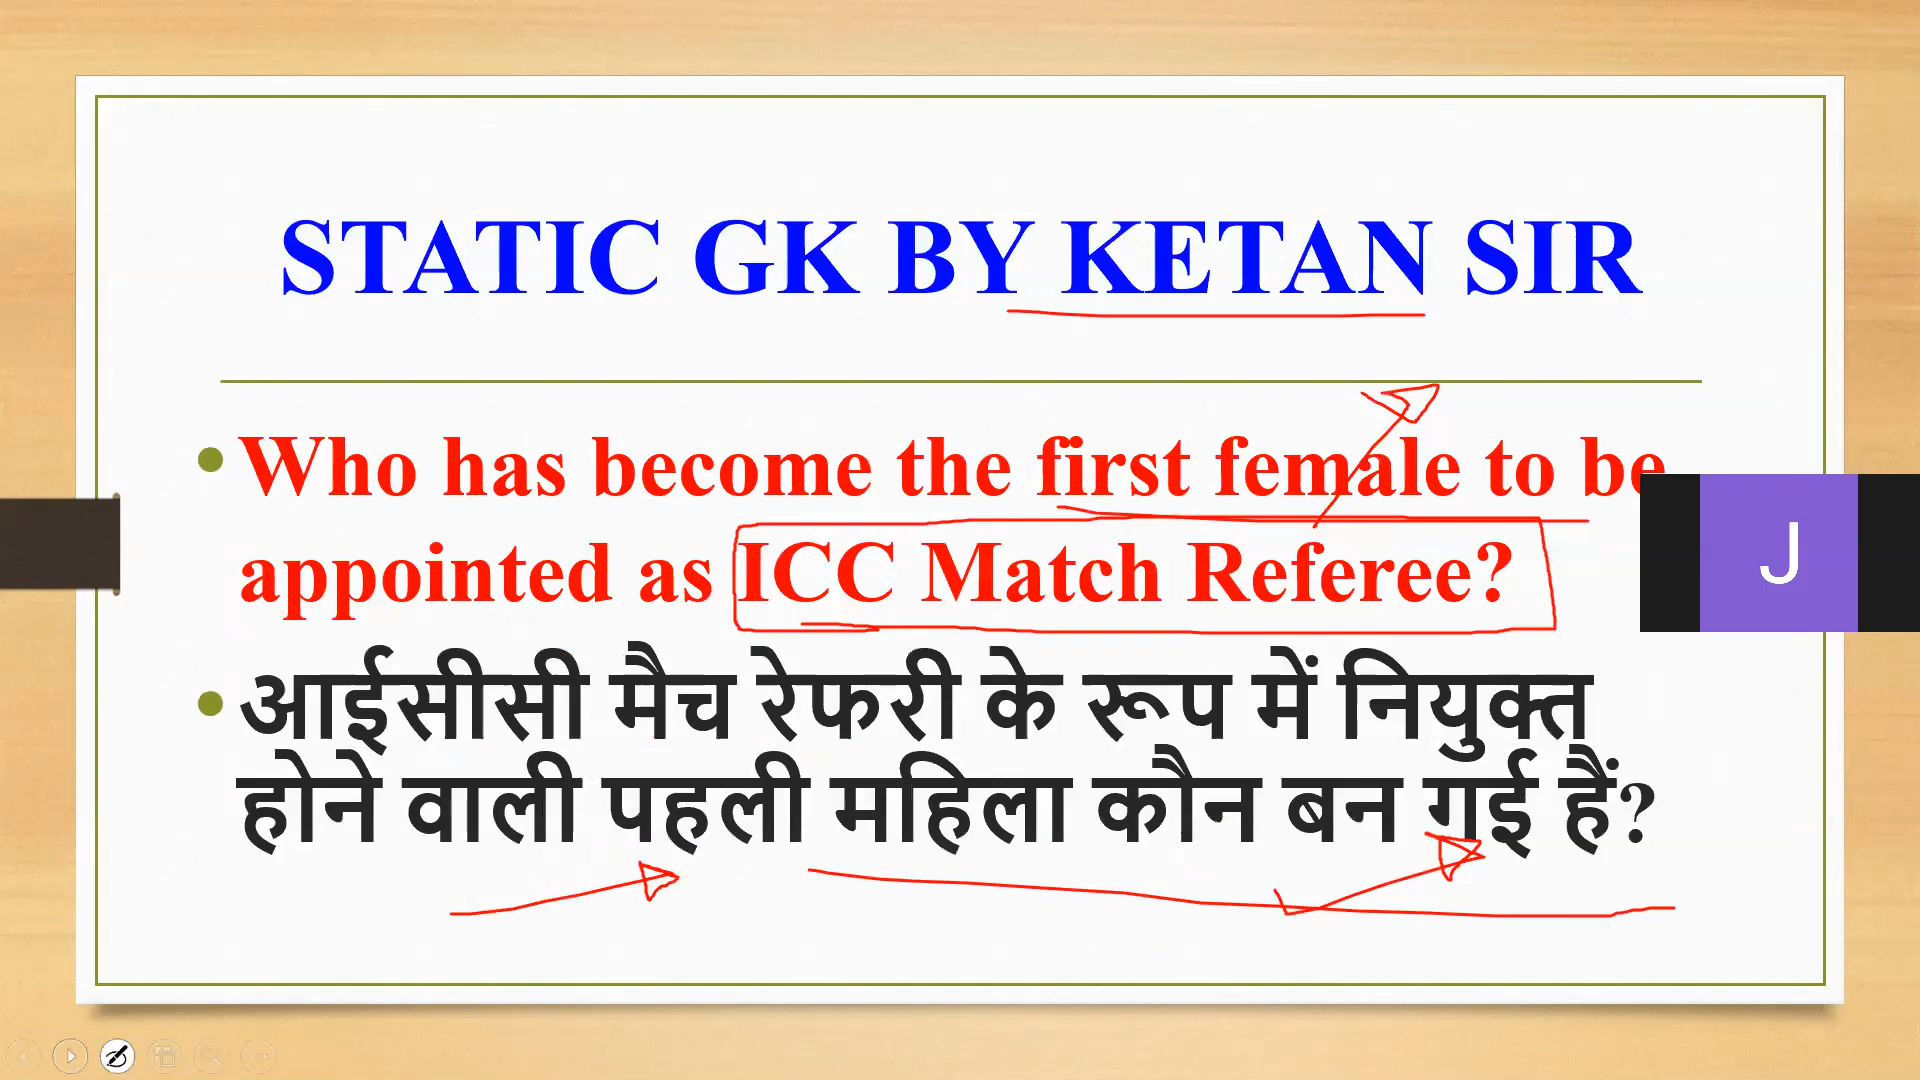 STATIC GK BY KETAN SIR
Who has become the first female to be
appointed as ICC Match Referee?
आईसीसी मैच रेफरी के रूप में नियुक्त
होने वाली पहली महिला कौन बन गई हैं?
J